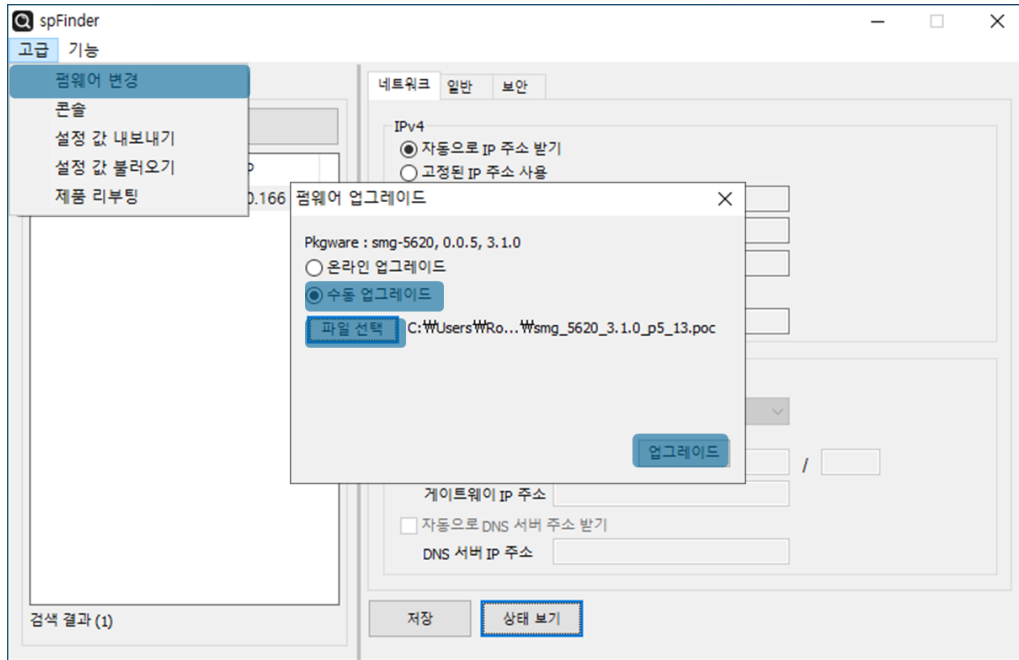 spFinder
고급 기능
펌웨어 변경
콘솔
설정 값 내보내기
설정 값 불러오기
제품 리부팅
0.166
네트워크 일반 보안
IPv4
자동으로 IP 주소 받기
고정된 IP 주소 사용
펌웨어 업그레이드
Pkgware : smg-5620, 0.0.5, 3.1.0
온라인 업그레이드
수동 업그레이드
파일 선택 C:₩Users₩Ro...₩smg_5620_3.1.0_p5_13.poc
업그레이드
/
게이트웨이 IP 주소
자동으로 DNS 서버 주소 받기
DNS 서버 IP 주소
저장 상태 보기
검색 결과 (1)